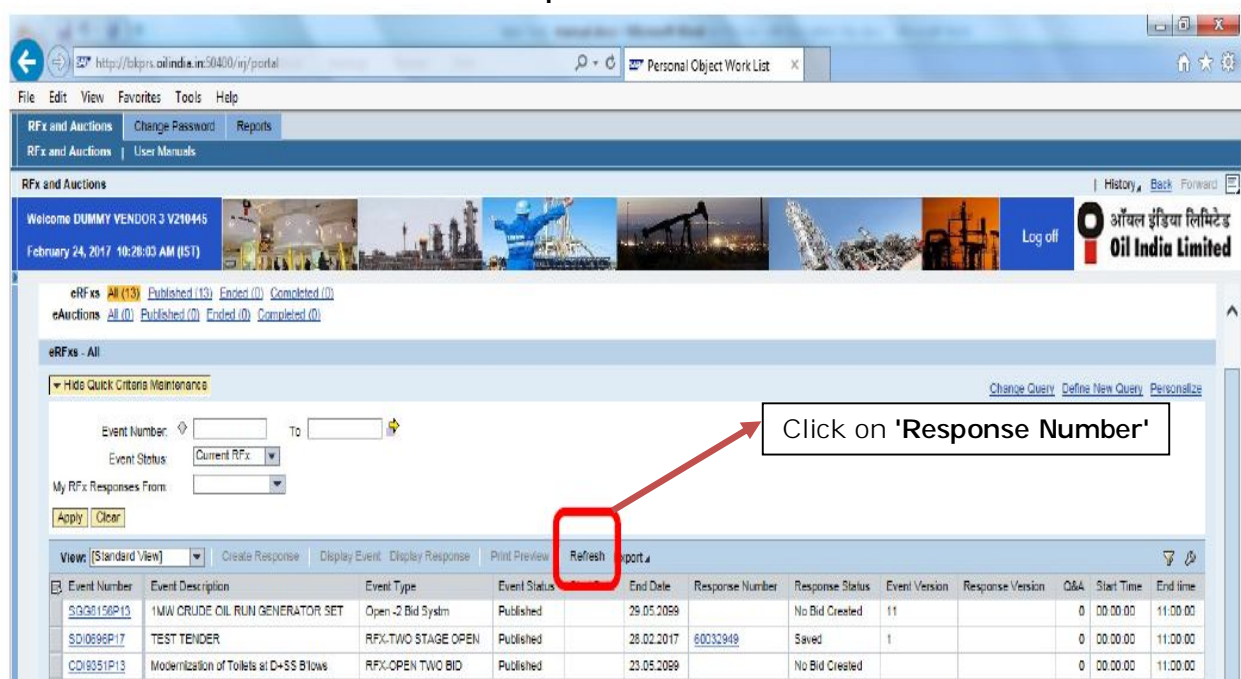 http://bkprs.oilindia.in:50400/irj/portal
Personal Object Work List
File Edit View Favorites Tools Help
RFx and Auctions Change Password Reports
RFx and Auctions | User Manuals
RFx and Auctions
| History Back Forward
Welcome DUMMY VENDOR 3 V210445
February 24, 2017 10:28:03 AM (IST)
Log off
ऑयल इंडिया लिमिटेड
Oil India Limited
eRFxs All (13) Published (13) Ended (0) Completed (0)
eAuctions All (0) Published (0) Ended (0) Completed (0)
eRFxs - All
Hide Quick Criteria Maintenance
Change Query Define New Query Personalize
Event Number: To
Event Status: Current RFx
My RFx Responses From:
Click on 'Response Number'
Apply Clear
View: [Standard View] Create Response Display Event Display Response Print Preview Refresh xport
Event Number Event Description Event Type Event Status End Date Response Number Response Status Event Version Response Version Q&A Start Time End time
SGG6156P13 1MW CRUDE OIL RUN GENERATOR SET Open -2 Bid Systm Published 29.05.2099 No Bid Created 11 0 00:00:00 11:00:00
SDI0696P17 TEST TENDER RFX-TWO STAGE OPEN Published 28.02.2017 60032949 Saved 1 0 00:00:00 11:00:00
CDI9351P13 Modernization of Toilets at D+SS B'lows RFX-OPEN TWO BID Published 23.05.2099 No Bid Created 0 00:00:00 11:00:00